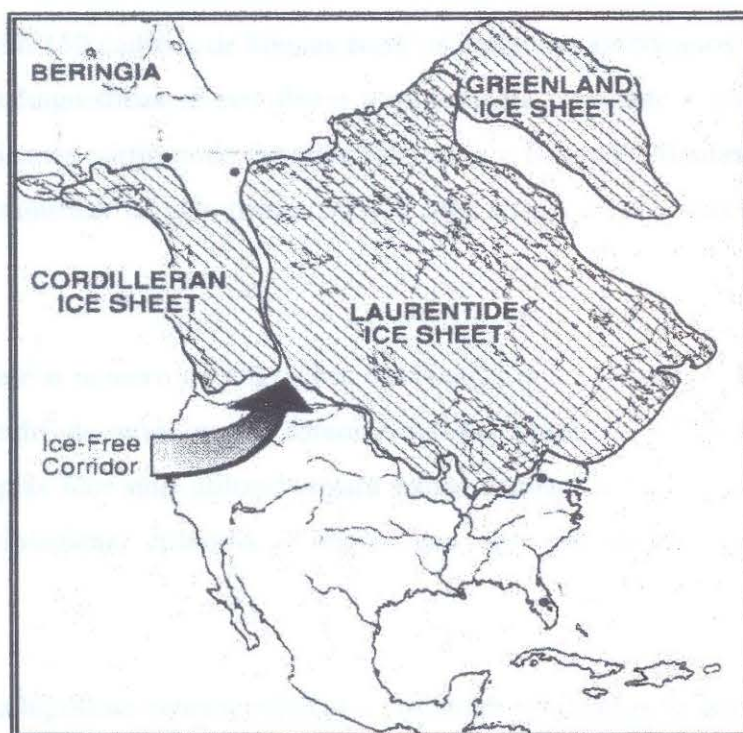 BERINGIA
GREENLAND
ICE SHEET
CORDILLERAN
ICE SHEET
LAURENTIDE
ICE SHEET
Ice-Free
Corridor